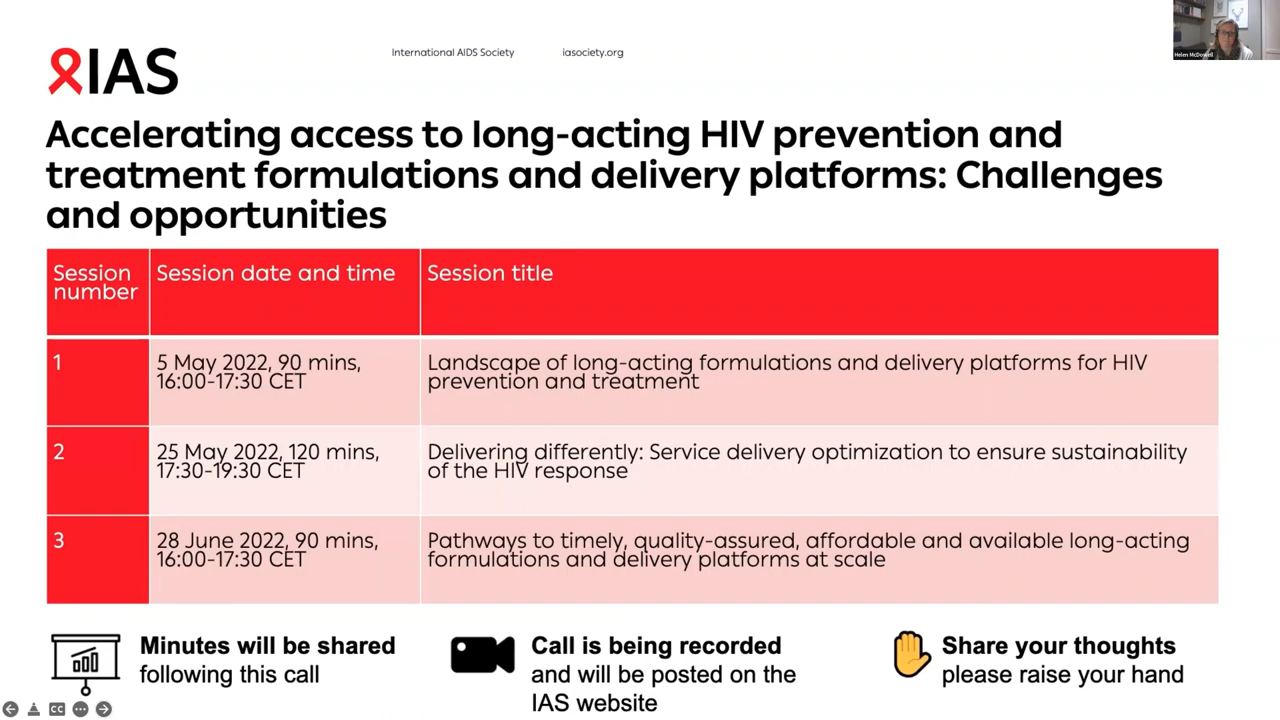 Helen McDowell
International AIDS Society iasociety.org
IAS
Accelerating access to long-acting HIV prevention and
treatment formulations and delivery platforms: Challenges
and opportunities
Session
number
Session date and time
Session title
1
5 May 2022, 90 mins,
16:00-17:30 CET
Landscape of long-acting formulations and delivery platforms for HIV
prevention and treatment
2
25 May 2022, 120 mins,
17:30-19:30 CET
Delivering differently: Service delivery optimization to ensure sustainability
of the HIV response
3
28 June 2022, 90 mins,
16:00-17:30 CET
Pathways to timely, quality-assured, affordable and available long-acting
formulations and delivery platforms at scale
Minutes will be shared
following this call
Call is being recorded
and will be posted on the
IAS website
Share your thoughts
please raise your hand
CC